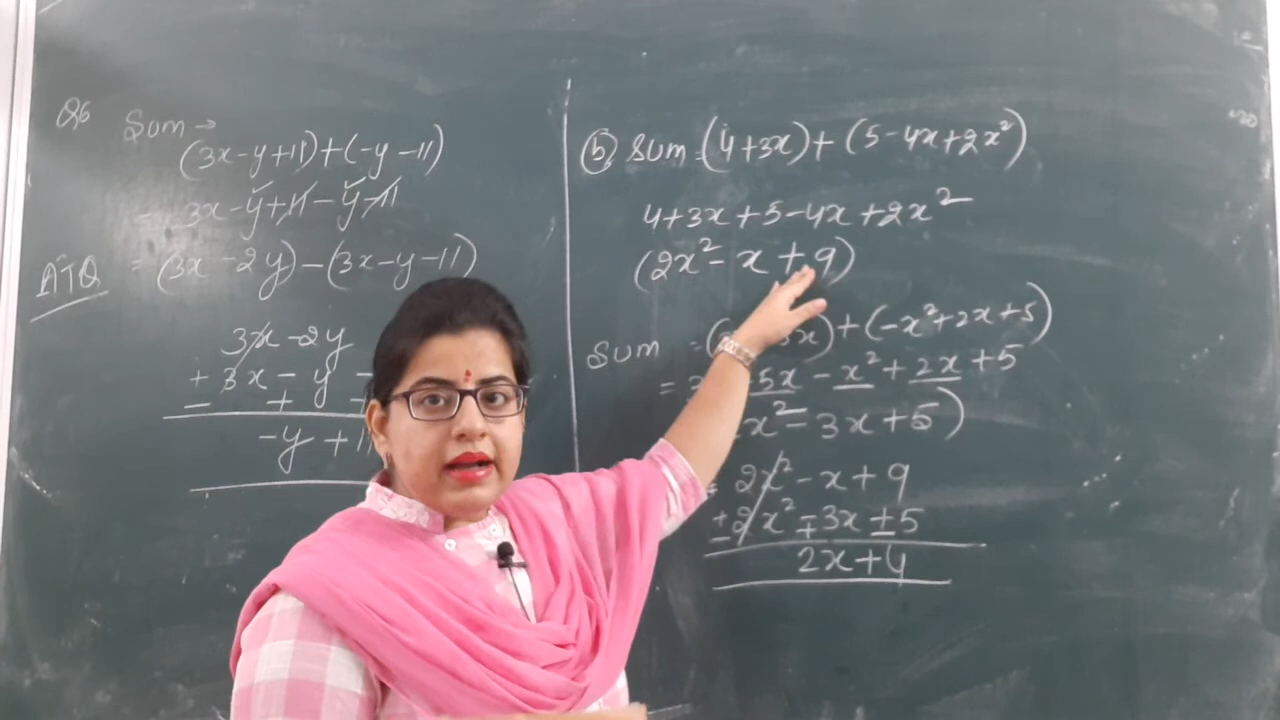 Q6 Sum →
(3x-y+11)+(-y-11)
= 3x-y+11-y-11
ATQ = (3x-2y)-(3x-y-11)
3x-2y
+3x-y
- + +
-y+11
(b) Sum = (4+3x)+(5-4x+2x²)
4+3x+5-4x+2x²
(2x²-x+9)
Sum = ( x)+(-x²+2x+5)
= 5x-x²+2x+5
x²-3x+5)
2x²-x+9
±2x²∓3x±5
2x+4